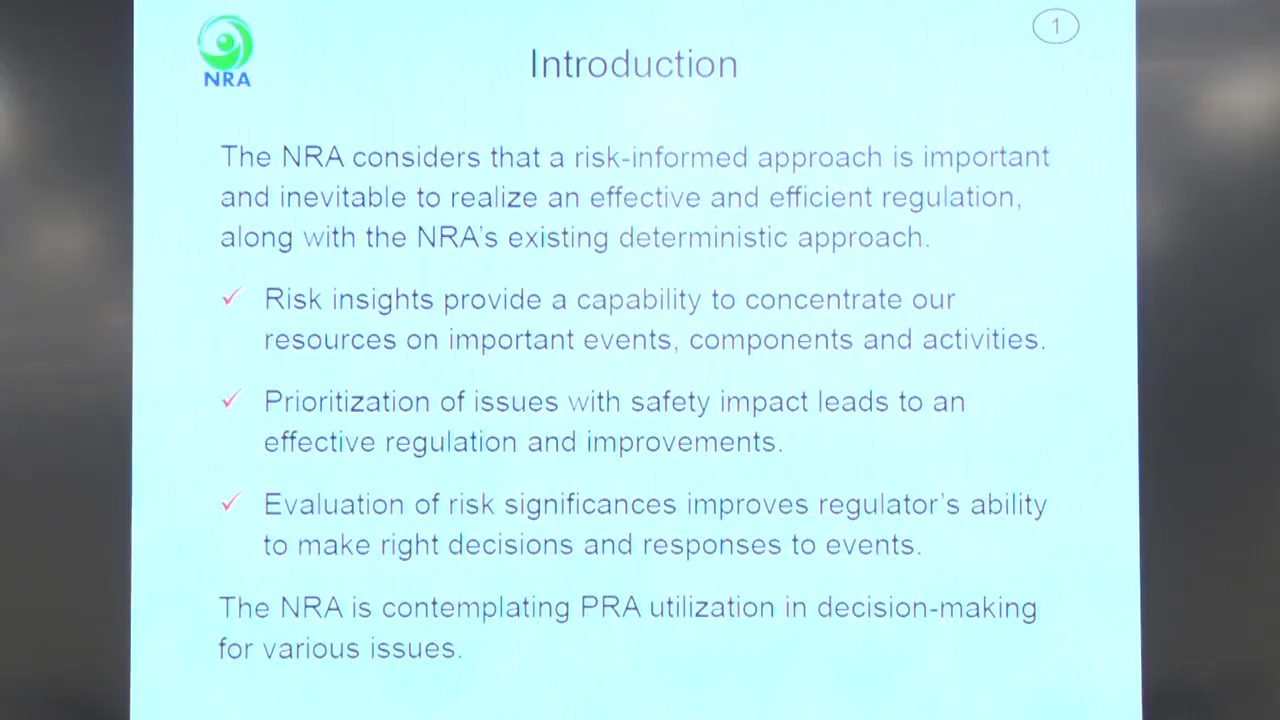 1
NRA
Introduction
The NRA considers that a risk-informed approach is important
and inevitable to realize an effective and efficient regulation,
along with the NRA's existing deterministic approach.
✓ Risk insights provide a capability to concentrate our
resources on important events, components and activities.
✓ Prioritization of issues with safety impact leads to an
effective regulation and improvements.
✓ Evaluation of risk significances improves regulator's ability
to make right decisions and responses to events.
The NRA is contemplating PRA utilization in decision-making
for various issues.